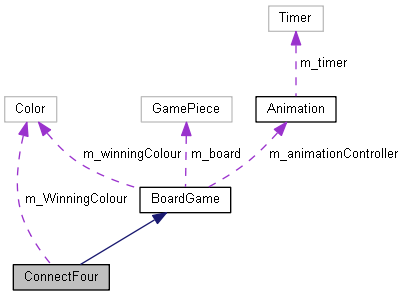 Timer
m_timer
Color
GamePiece
Animation
m_winningColour
m_board
m_animationController
m_WinningColour
BoardGame
ConnectFour